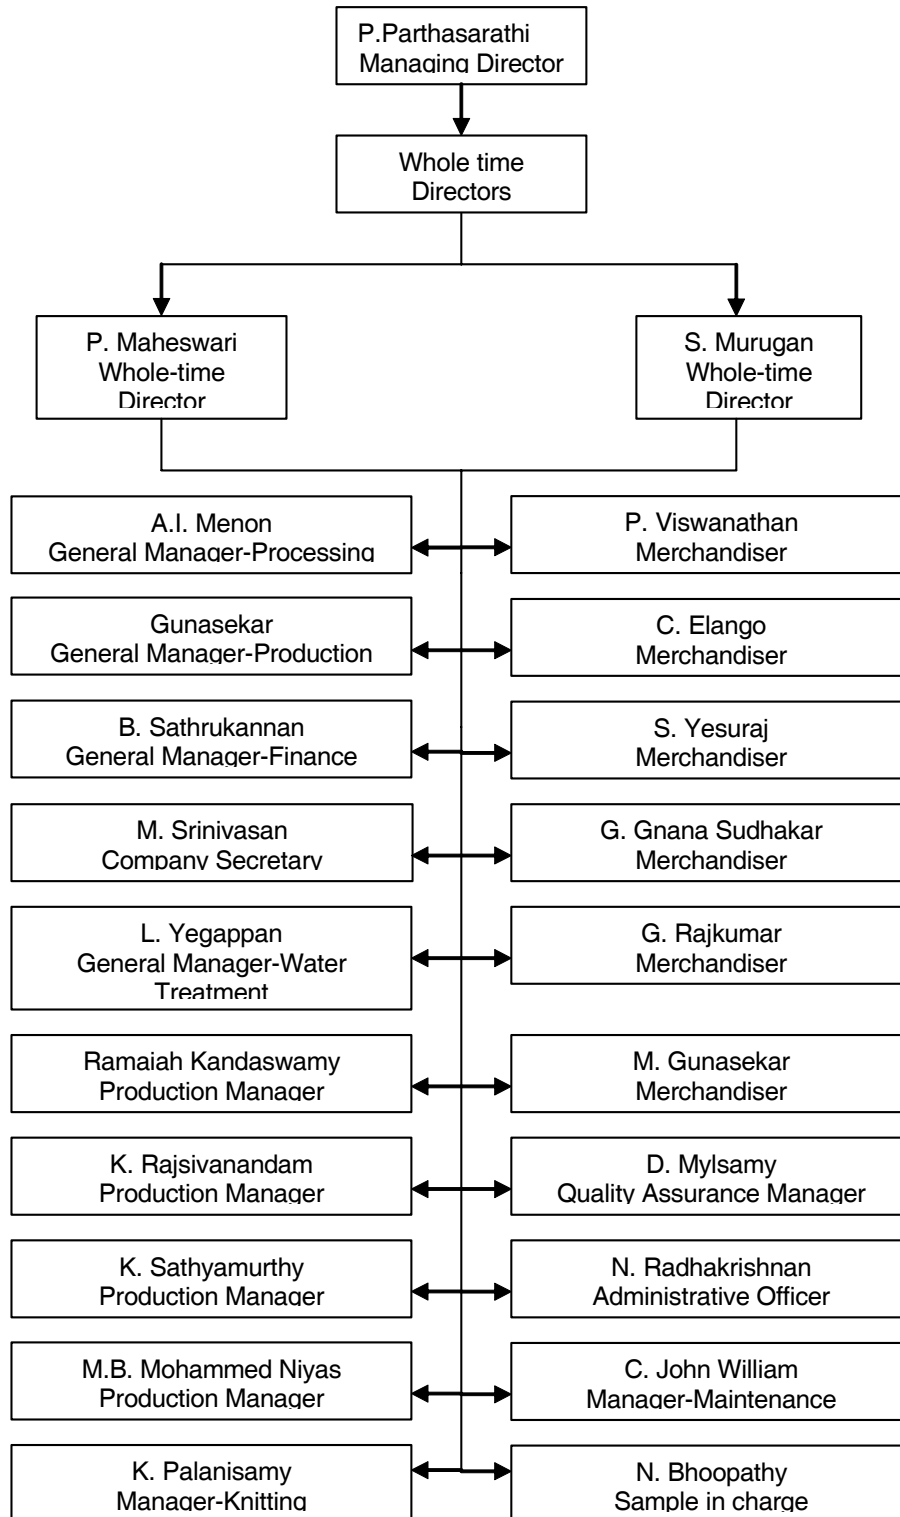 P.Parthasarathi
Managing Director
Whole time
Directors
P. Maheswari
Whole-time
Director
S. Murugan
Whole-time
Director
A.I. Menon
General Manager-Processing
P. Viswanathan
Merchandiser
Gunasekar
General Manager-Production
C. Elango
Merchandiser
B. Sathrukannan
General Manager-Finance
S. Yesuraj
Merchandiser
M. Srinivasan
Company Secretary
G. Gnana Sudhakar
Merchandiser
L. Yegappan
General Manager-Water
Treatment
G. Rajkumar
Merchandiser
Ramaiah Kandaswamy
Production Manager
M. Gunasekar
Merchandiser
K. Rajsivanandam
Production Manager
D. Mylsamy
Quality Assurance Manager
K. Sathyamurthy
Production Manager
N. Radhakrishnan
Administrative Officer
M.B. Mohammed Niyas
Production Manager
C. John William
Manager-Maintenance
K. Palanisamy
Manager-Knitting
N. Bhoopathy
Sample in charge